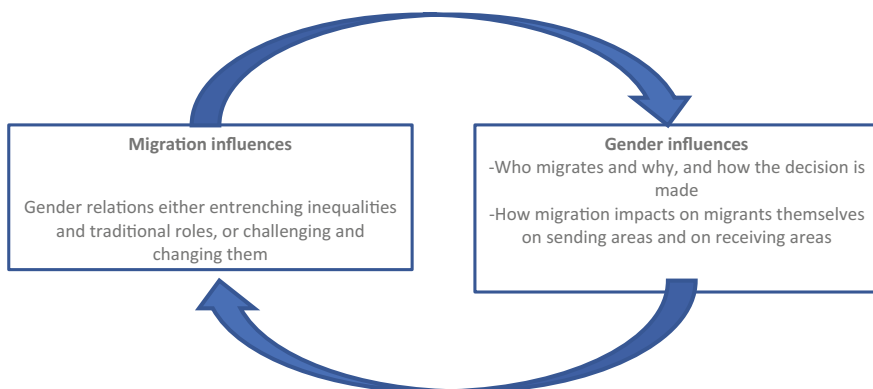 Migration influences
Gender relations either entrenching inequalities
and traditional roles, or challenging and
changing them
Gender influences
-Who migrates and why, and how the decision is
made
-How migration impacts on migrants themselves
on sending areas and on receiving areas